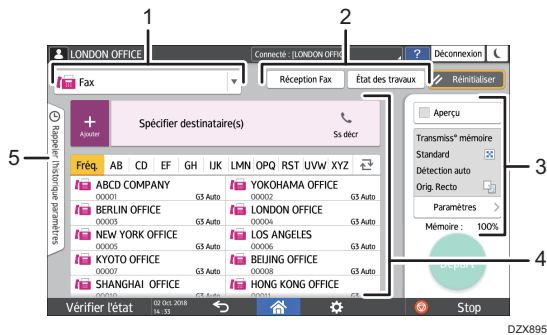 1
2
LONDON OFFICE
Connecté : [LONDON OFFIC
?
Déconnexion
Fax
Réception Fax
État des travaux
Réinitialiser
Ajouter
Spécifier destinataire(s)
Ss décr
Aperçu
Transmiss° mémoire
Standard
Détection auto
Orig. Recto
Paramètres
Mémoire : 100%
Départ
3
5
Rappeler l'historique paramètres
Fréq. AB CD EF GH IJK LMN OPQ RST UVW XYZ
ABCD COMPANY
00001 G3 Auto
YOKOHAMA OFFICE
00002 G3 Auto
BERLIN OFFICE
00003 G3 Auto
LONDON OFFICE
00004 G3 Auto
NEW YORK OFFICE
00005 G3 Auto
LOS ANGELES
00006 G3 Auto
KYOTO OFFICE
00007 G3 Auto
BEIJING OFFICE
00008 G3 Auto
SHANGHAI OFFICE
HONG KONG OFFICE
4
Vérifier l'état
02 Oct. 2018
14 : 33
Stop
DZX895